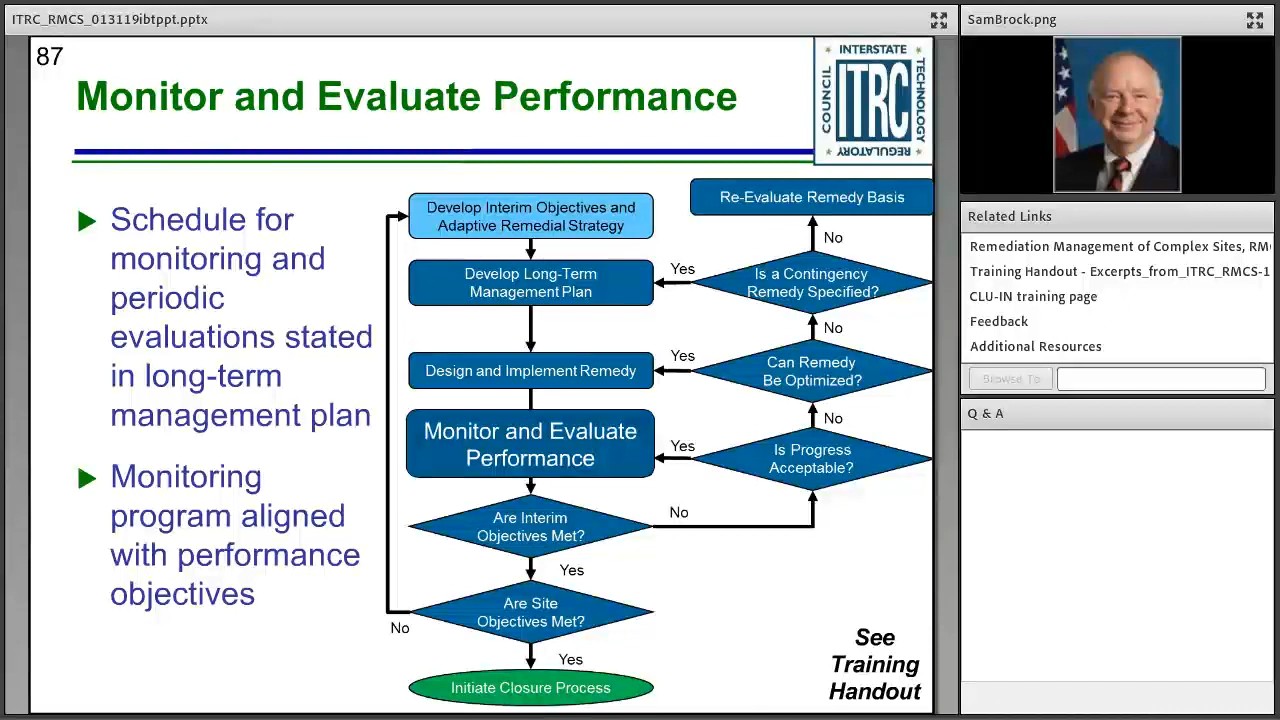 ITRC_RMCS_013119ibtppt.pptx
87
Monitor and Evaluate Performance
INTERSTATE
TECHNOLOGY
REGULATORY
COUNCIL
ITRC
Schedule for
monitoring and
periodic
evaluations stated
in long-term
management plan
Monitoring
program aligned
with performance
objectives
Develop Interim Objectives and
Adaptive Remedial Strategy
Develop Long-Term
Management Plan
Design and Implement Remedy
Monitor and Evaluate
Performance
Are Interim
Objectives Met?
No
Yes
Are Site
Objectives Met?
No
Yes
Initiate Closure Process
Re-Evaluate Remedy Basis
No
Is a Contingency
Remedy Specified?
Yes
No
Can Remedy
Be Optimized?
Yes
No
Is Progress
Acceptable?
Yes
See
Training
Handout
SamBrock.png
Related Links
Remediation Management of Complex Sites, RM
Training Handout - Excerpts_from_ITRC_RMCS-1
CLU-IN training page
Feedback
Additional Resources
Browse To
Q & A